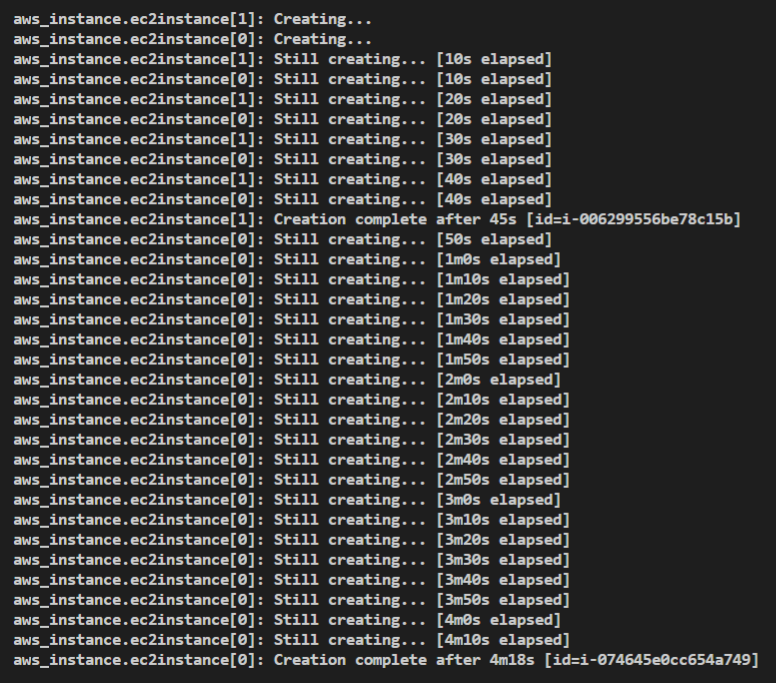 aws_instance.ec2instance[1]: Creating...
aws_instance.ec2instance[0]: Creating...
aws_instance.ec2instance[1]: Still creating... [10s elapsed]
aws_instance.ec2instance[0]: Still creating... [10s elapsed]
aws_instance.ec2instance[1]: Still creating... [20s elapsed]
aws_instance.ec2instance[0]: Still creating... [20s elapsed]
aws_instance.ec2instance[1]: Still creating... [30s elapsed]
aws_instance.ec2instance[0]: Still creating... [30s elapsed]
aws_instance.ec2instance[1]: Still creating... [40s elapsed]
aws_instance.ec2instance[0]: Still creating... [40s elapsed]
aws_instance.ec2instance[1]: Creation complete after 45s [id=i-006299556be78c15b]
aws_instance.ec2instance[0]: Still creating... [50s elapsed]
aws_instance.ec2instance[0]: Still creating... [1m0s elapsed]
aws_instance.ec2instance[0]: Still creating... [1m10s elapsed]
aws_instance.ec2instance[0]: Still creating... [1m20s elapsed]
aws_instance.ec2instance[0]: Still creating... [1m30s elapsed]
aws_instance.ec2instance[0]: Still creating... [1m40s elapsed]
aws_instance.ec2instance[0]: Still creating... [1m50s elapsed]
aws_instance.ec2instance[0]: Still creating... [2m0s elapsed]
aws_instance.ec2instance[0]: Still creating... [2m10s elapsed]
aws_instance.ec2instance[0]: Still creating... [2m20s elapsed]
aws_instance.ec2instance[0]: Still creating... [2m30s elapsed]
aws_instance.ec2instance[0]: Still creating... [2m40s elapsed]
aws_instance.ec2instance[0]: Still creating... [2m50s elapsed]
aws_instance.ec2instance[0]: Still creating... [3m0s elapsed]
aws_instance.ec2instance[0]: Still creating... [3m10s elapsed]
aws_instance.ec2instance[0]: Still creating... [3m20s elapsed]
aws_instance.ec2instance[0]: Still creating... [3m30s elapsed]
aws_instance.ec2instance[0]: Still creating... [3m40s elapsed]
aws_instance.ec2instance[0]: Still creating... [3m50s elapsed]
aws_instance.ec2instance[0]: Still creating... [4m0s elapsed]
aws_instance.ec2instance[0]: Still creating... [4m10s elapsed]
aws_instance.ec2instance[0]: Creation complete after 4m18s [id=i-074645e0cc654a749]